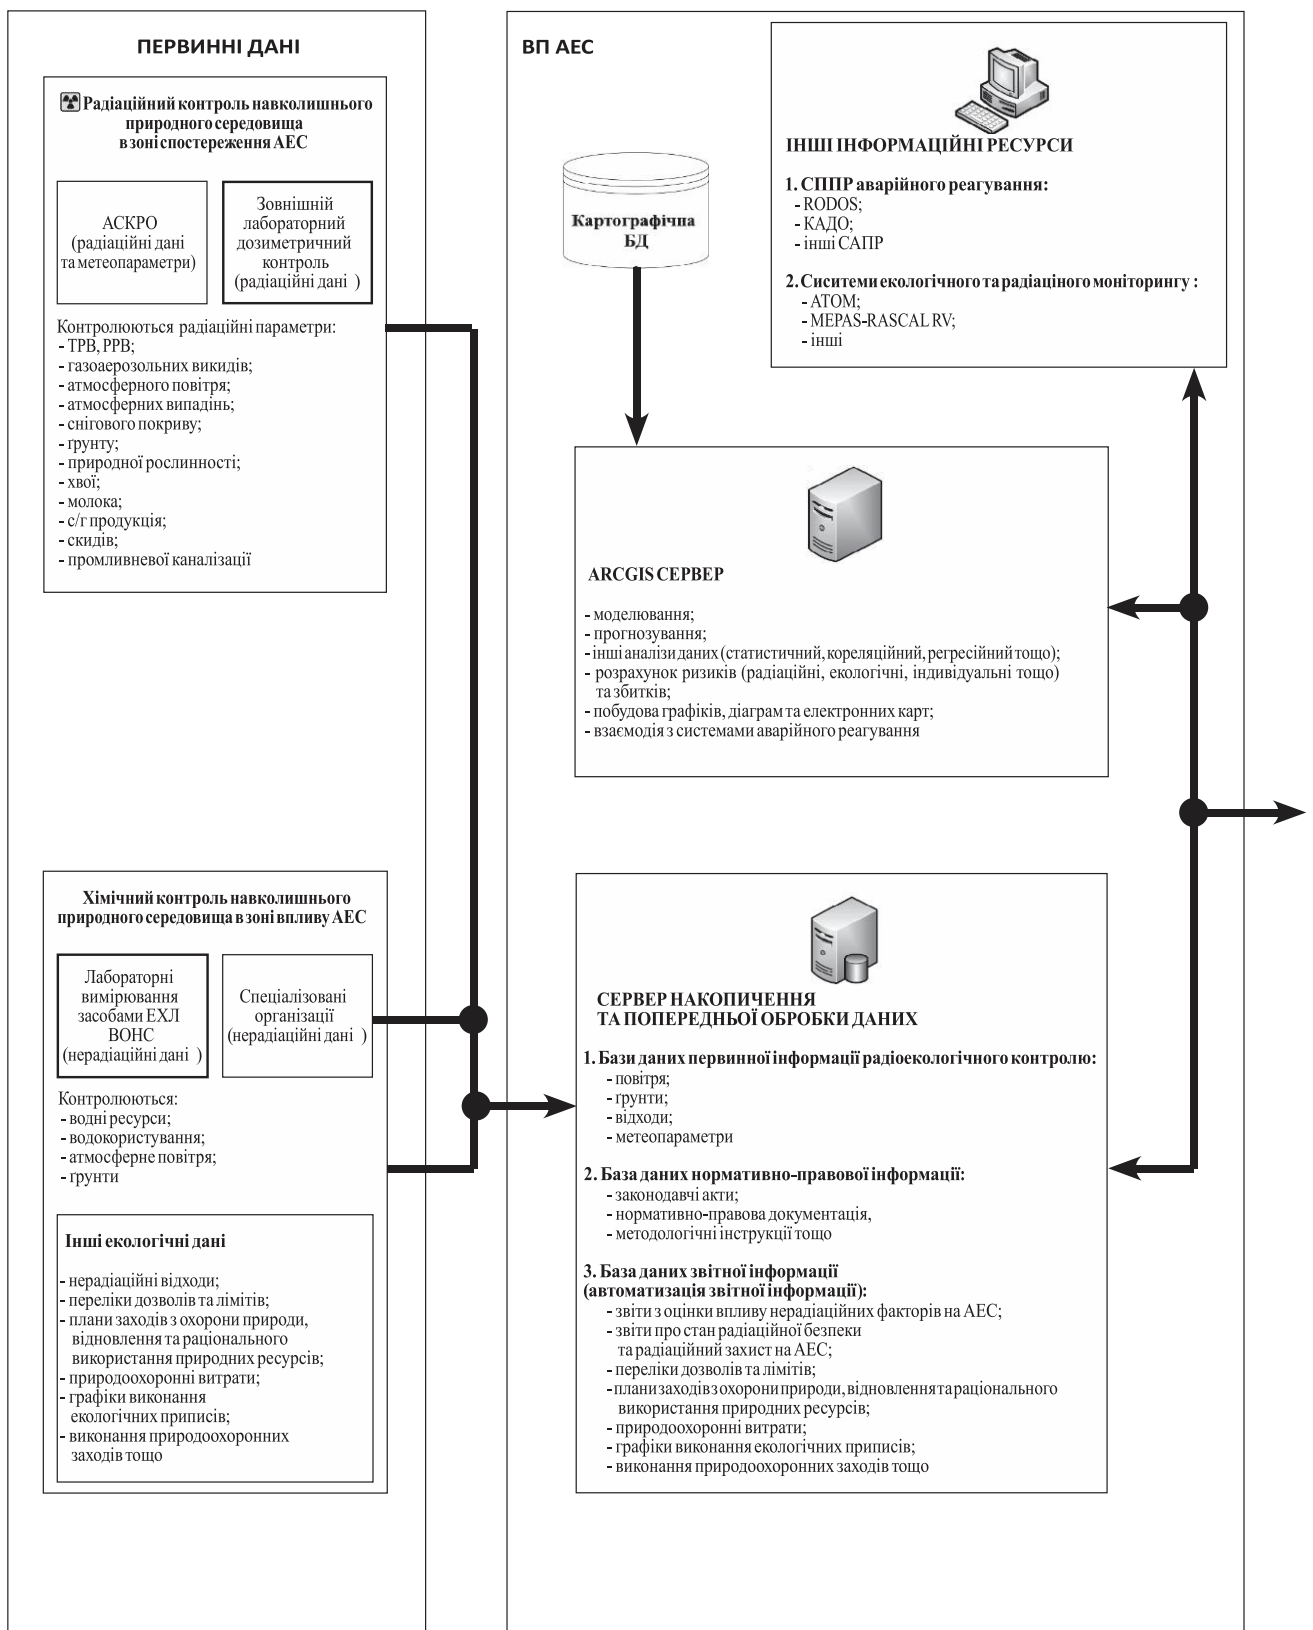 ПЕРВИННІ ДАНІ
Радіаційний контроль навколишнього
природного середовища
в зоні спостереження АЕС
АСКРО
(радіаційні дані
та метеопараметри)
Зовнішній
лабораторний
дозиметричний
контроль
(радіаційні дані )
Контролюються радіаційні параметри:
- ТРВ, РРВ;
- газоаерозольних викидів;
- атмосферного повітря;
- атмосферних випадінь;
- снігового покриву;
- ґрунту;
- природної рослинності;
- хвої;
- молока;
- с/г продукція;
- скидів;
- промливневої каналізації
Хімічний контроль навколишнього
природного середовища в зоні впливу АЕС
Лабораторні
вимірювання
засобами ЕХЛ
ВОНС
(нерадіаційні дані )
Спеціалізовані
організації
(нерадіаційні дані )
Контролюються:
- водні ресурси;
- водокористування;
- атмосферне повітря;
- ґрунти
Інші екологічні дані
- нерадіаційні відходи;
- переліки дозволів та лімітів;
- плани заходів з охорони природи,
відновлення та раціонального
використання природних ресурсів;
- природоохоронні витрати;
- графіки виконання
екологічних приписів;
- виконання природоохоронних
заходів тощо
ВП АЕС
Картографічна
БД
ІНШІ ІНФОРМАЦІЙНІ РЕСУРСИ
1. СППР аварійного реагування:
- RODOS;
- КАДО;
- інші САПР
2. Сиситеми екологічного та радіаціного моніторингу :
- АТОМ;
- MEPAS-RASCAL RV;
- інші
ARCGIS СЕРВЕР
- моделювання;
- прогнозування;
- інші аналізи даних (статистичний, кореляційний, регресійний тощо);
- розрахунок ризиків (радіаційні, екологічні, індивідуальні тощо)
та збитків;
- побудова графіків, діаграм та електронних карт;
- взаємодія з системами аварійного реагування
СЕРВЕР НАКОПИЧЕННЯ
ТА ПОПЕРЕДНЬОЇ ОБРОБКИ ДАНИХ
1. Бази даних первинної інформації радіоекологічного контролю:
- повітря;
- ґрунти;
- відходи;
- метеопараметри
2. База даних нормативно-правової інформації:
- законодавчі акти;
- нормативно-правова документація,
- методологічні інструкції тощо
3. База даних звітної інформації
(автоматизація звітної інформації):
- звіти з оцінки впливу нерадіаційних факторів на АЕС;
- звіти про стан радіаційної безпеки
та радіаційний захист на АЕС;
- переліки дозволів та лімітів;
- плани заходів з охорони природи, відновлення та раціонального
використання природних ресурсів;
- природоохоронні витрати;
- графіки виконання екологічних приписів;
- виконання природоохоронних заходів тощо